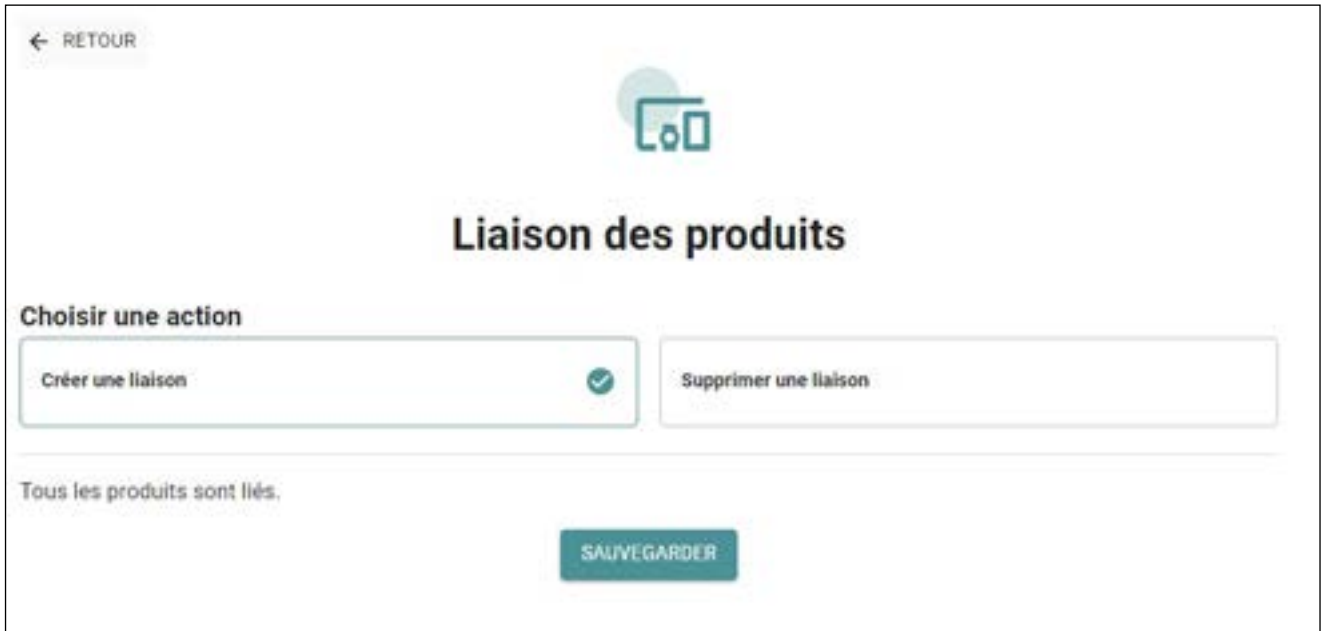 ← RETOUR
Liaison des produits
Choisir une action
Créer une liaison
Supprimer une liaison
Tous les produits sont liés.
SAUVEGARDER